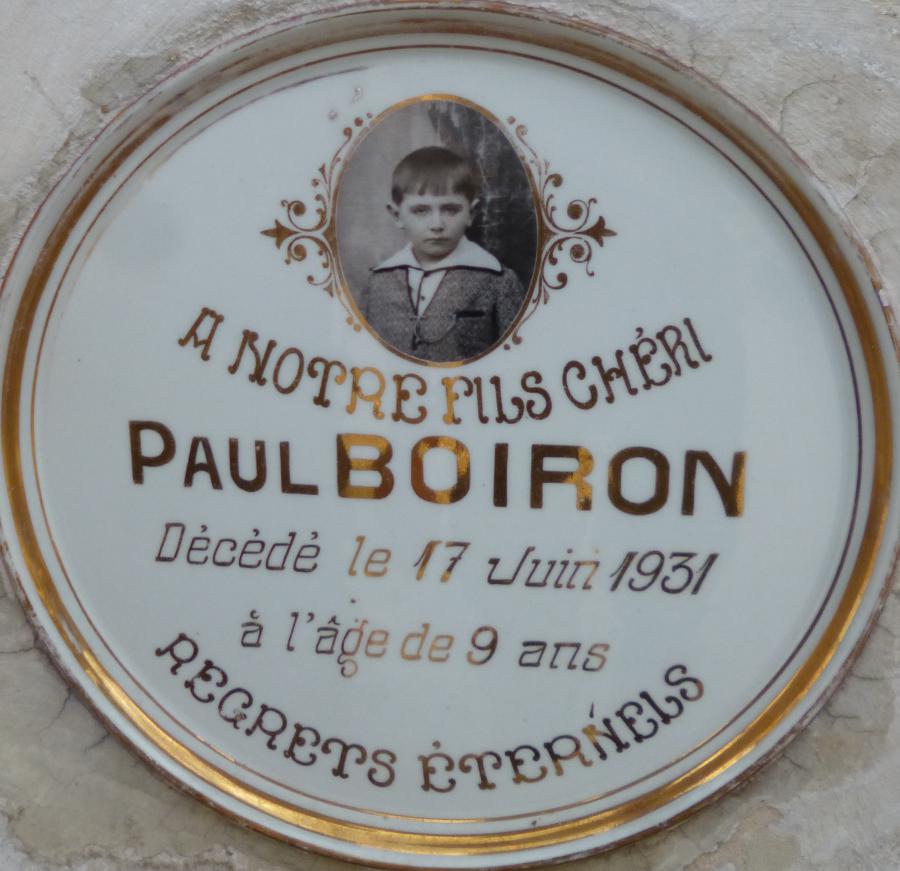 A NOTRE FILS CHÉRI
PAUL BOIRON
Décédé le 17 Juin 1931
à l'âge de 9 ans
REGRETS ÉTERNELS